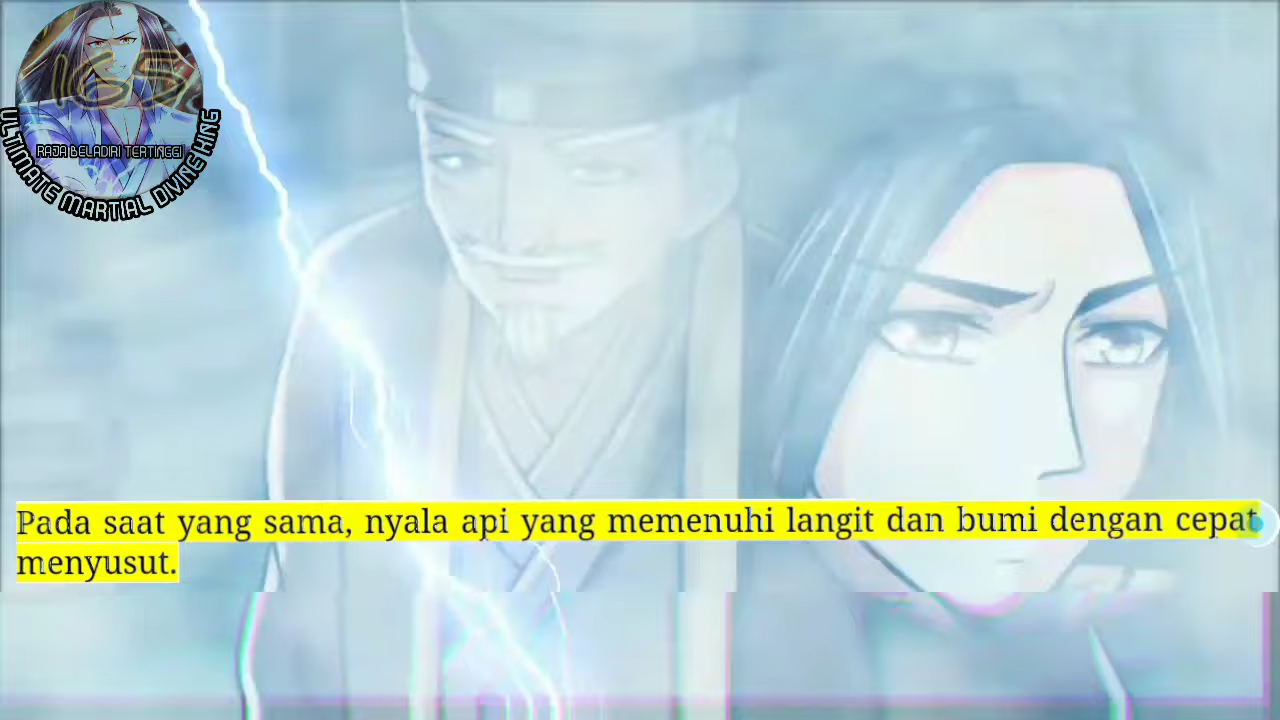 RAJA BELADIRI TERTINGGI
ULTIMATE MARTIAL DIVINE KING
Pada saat yang sama, nyala api yang memenuhi langit dan bumi dengan cepat
menyusut.